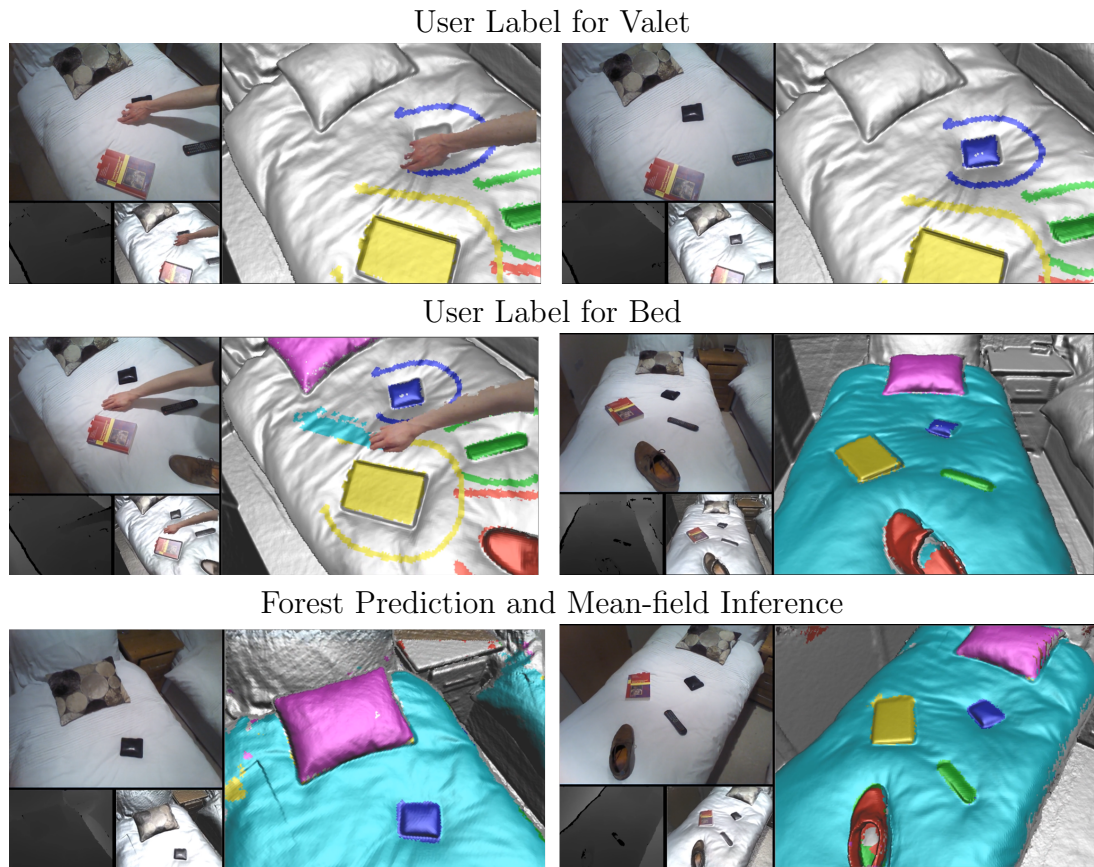 User Label for Valet
User Label for Bed
Forest Prediction and Mean-field Inference